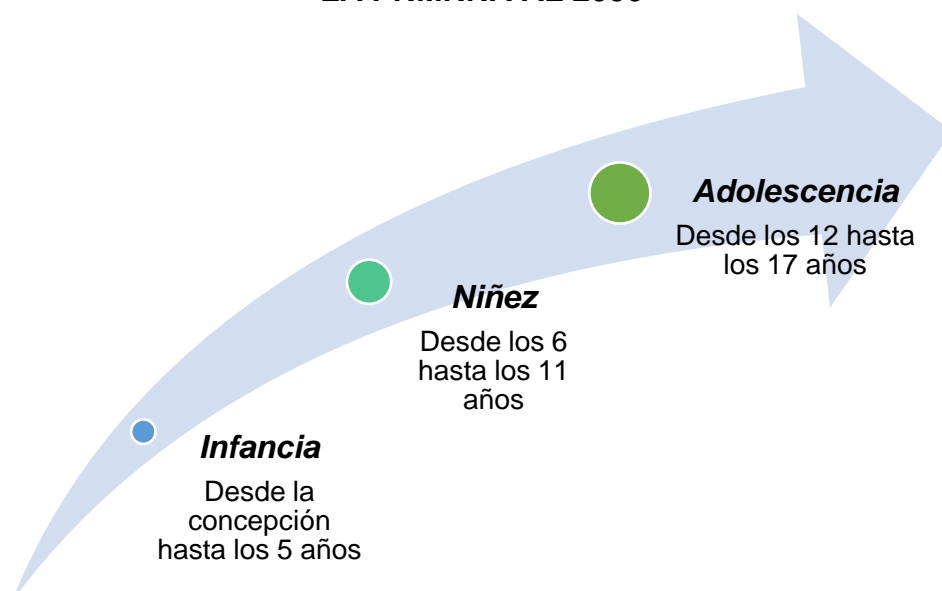 Adolescencia
Desde los 12 hasta
los 17 años
Niñez
Desde los 6
hasta los 11
años
Infancia
Desde la
concepción
hasta los 5 años